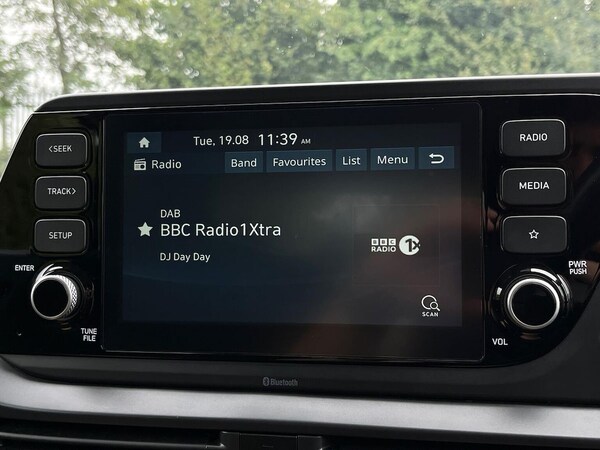 <SEEK
TRACK>
SETUP
ENTER
TUNE
FILE
Tue, 19.08 11:39 AM
Radio Band Favourites List Menu
DAB
BBC Radio1Xtra
DJ Day Day
BBC
RADIO 1X
SCAN
RADIO
MEDIA
PWR
PUSH
VOL
Bluetooth